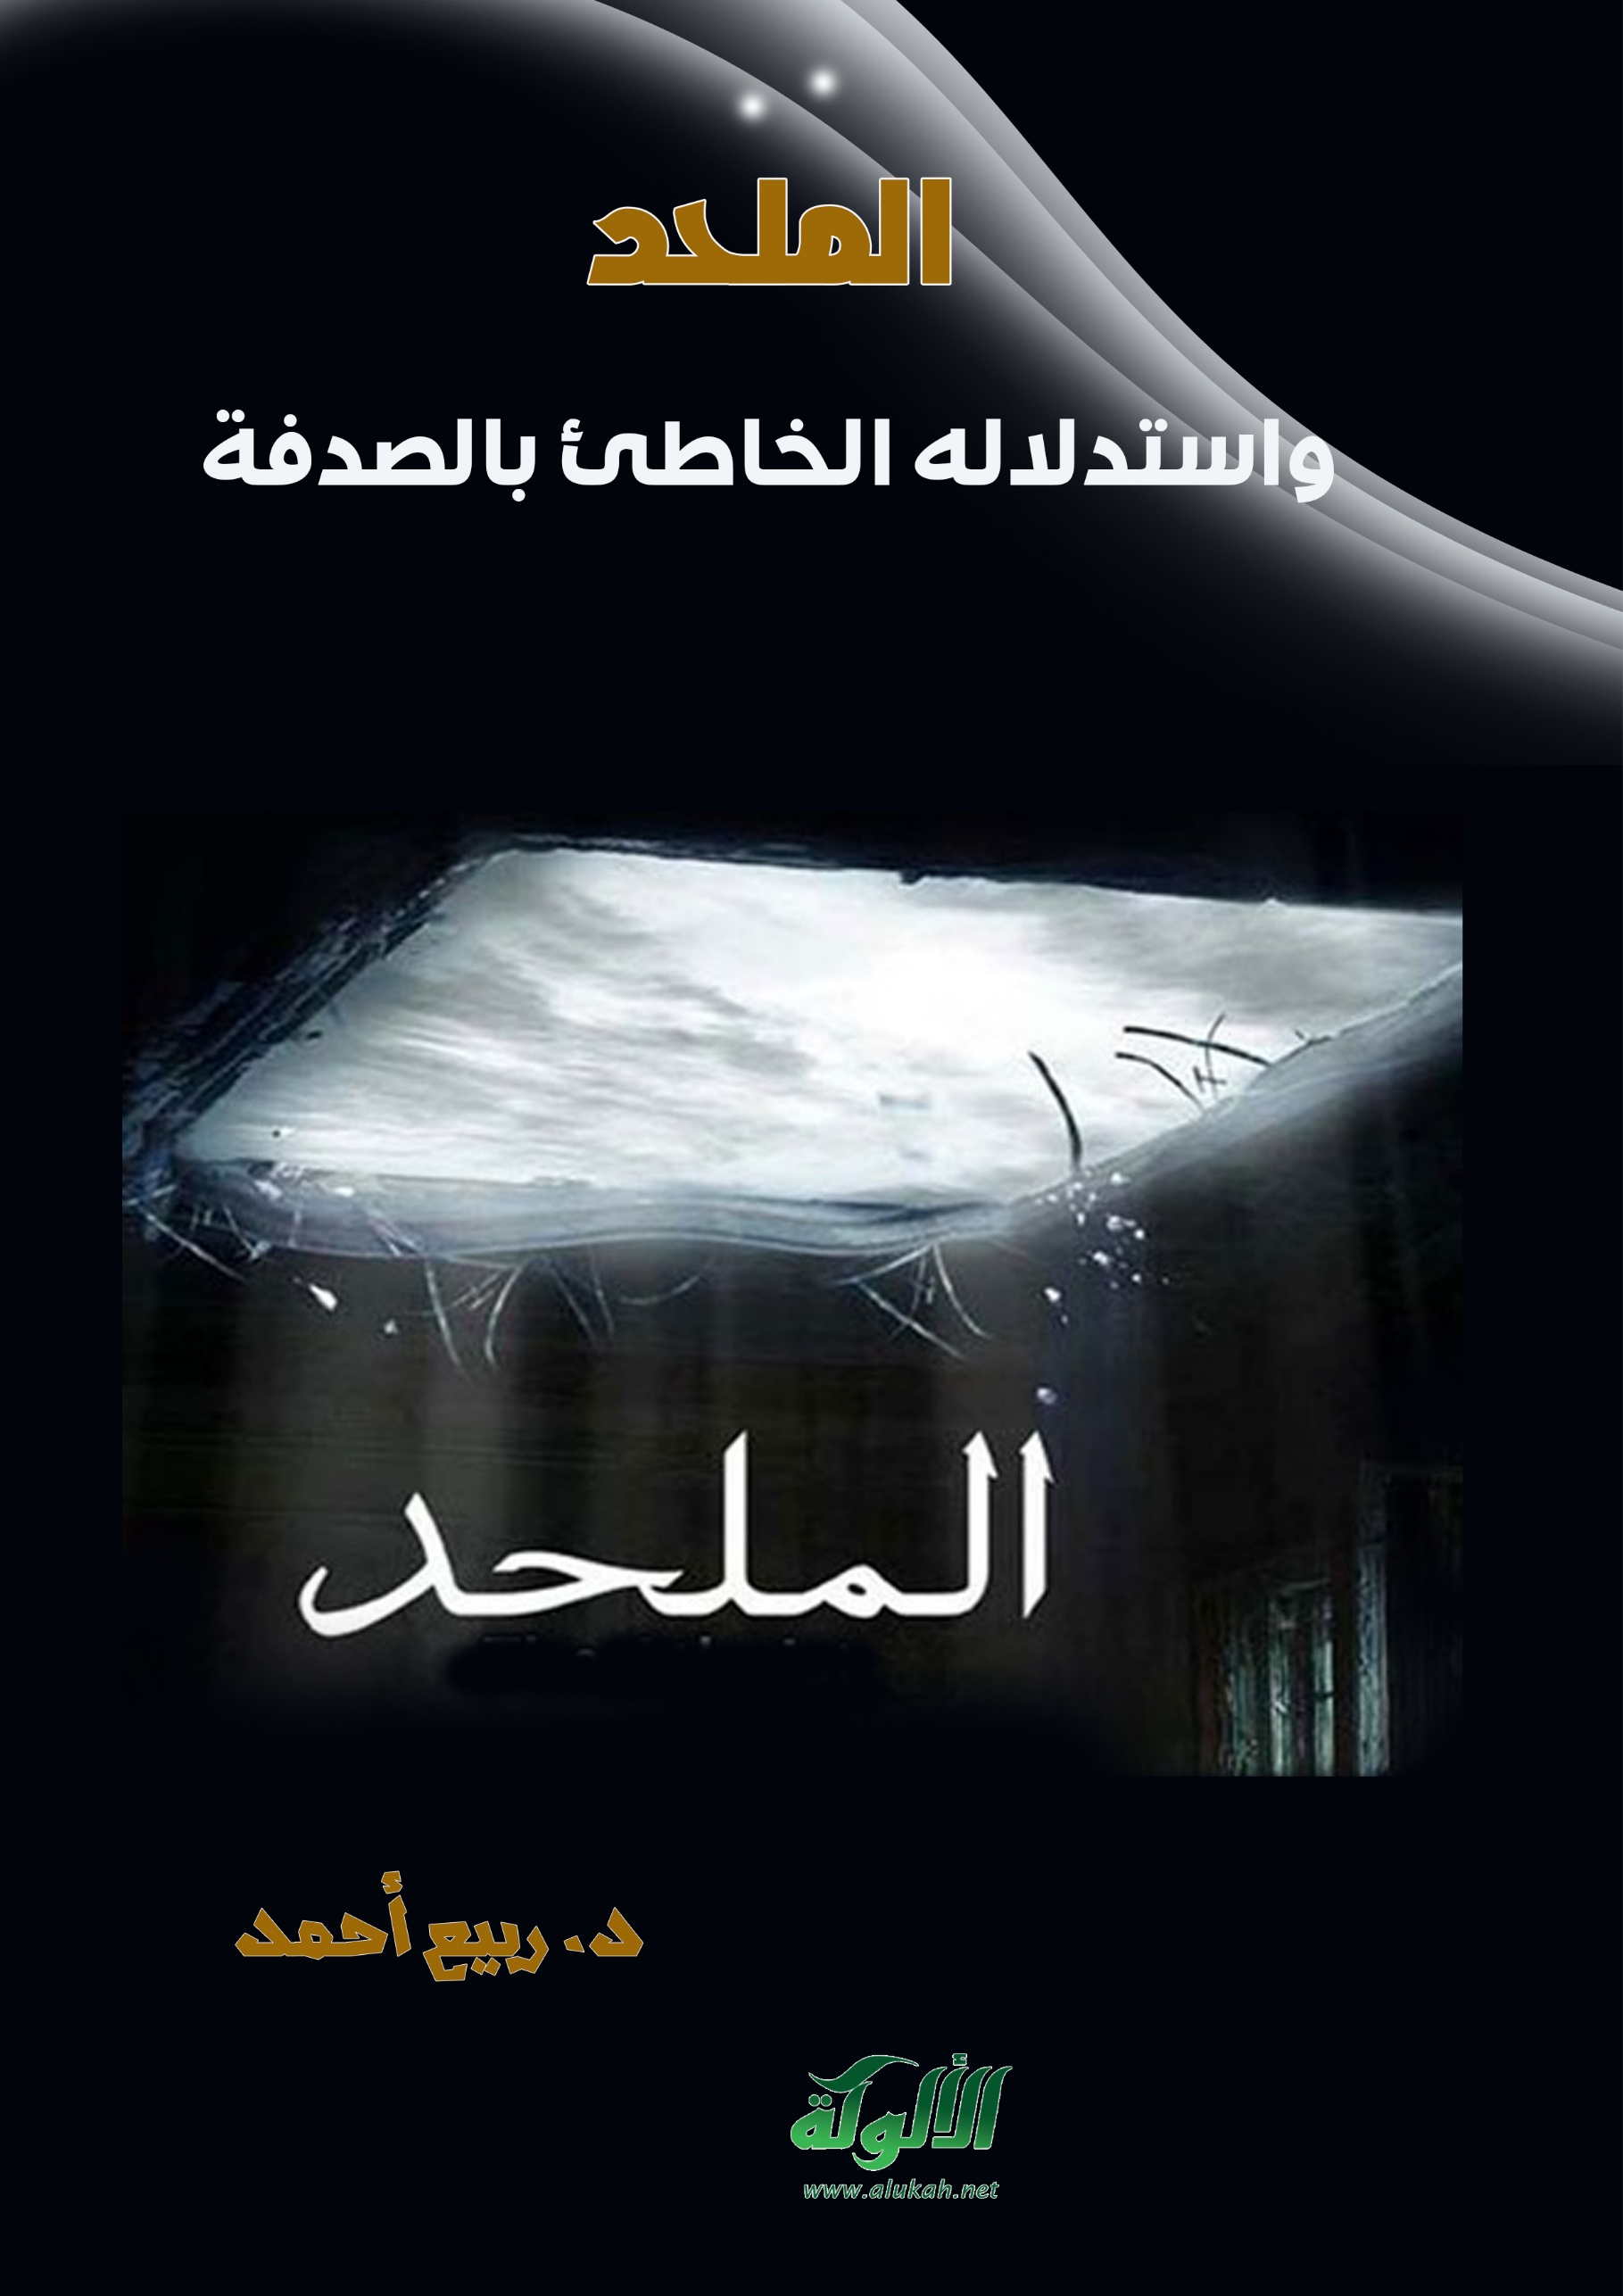 الملحد
واستدلاله الخاطئ بالصدفة
الملحد
د. ربيع أحمد
الألوكة
www.alukah.net